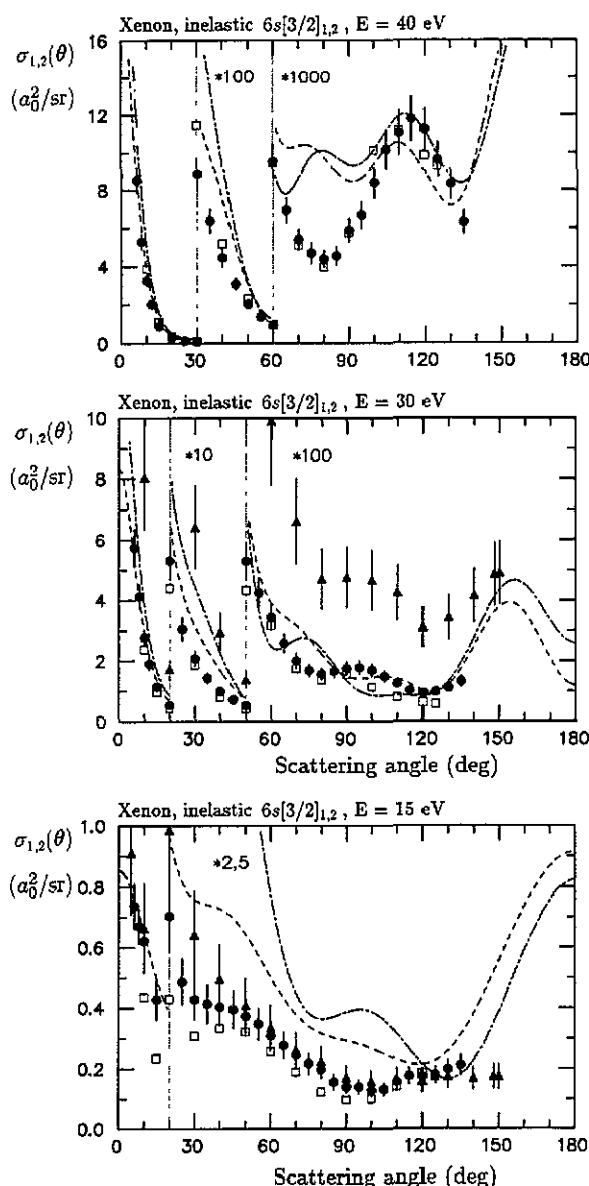 Xenon, inelastic 6s[3/2]1,2 , E = 40 eV
σ1,2(θ)
(a0²/sr)
16
12
8
4
0
*100
*1000
0 30 60 90 120 150 180
Xenon, inelastic 6s[3/2]1,2 , E = 30 eV
σ1,2(θ)
(a0²/sr)
10
8
6
4
2
0
*10
*100
0 30 60 90 120 150 180
Scattering angle (deg)
Xenon, inelastic 6s[3/2]1,2 , E = 15 eV
σ1,2(θ)
(a0²/sr)
1.0
0.8
0.6
0.4
0.2
0.0
*2,5
0 30 60 90 120 150 180
Scattering angle (deg)